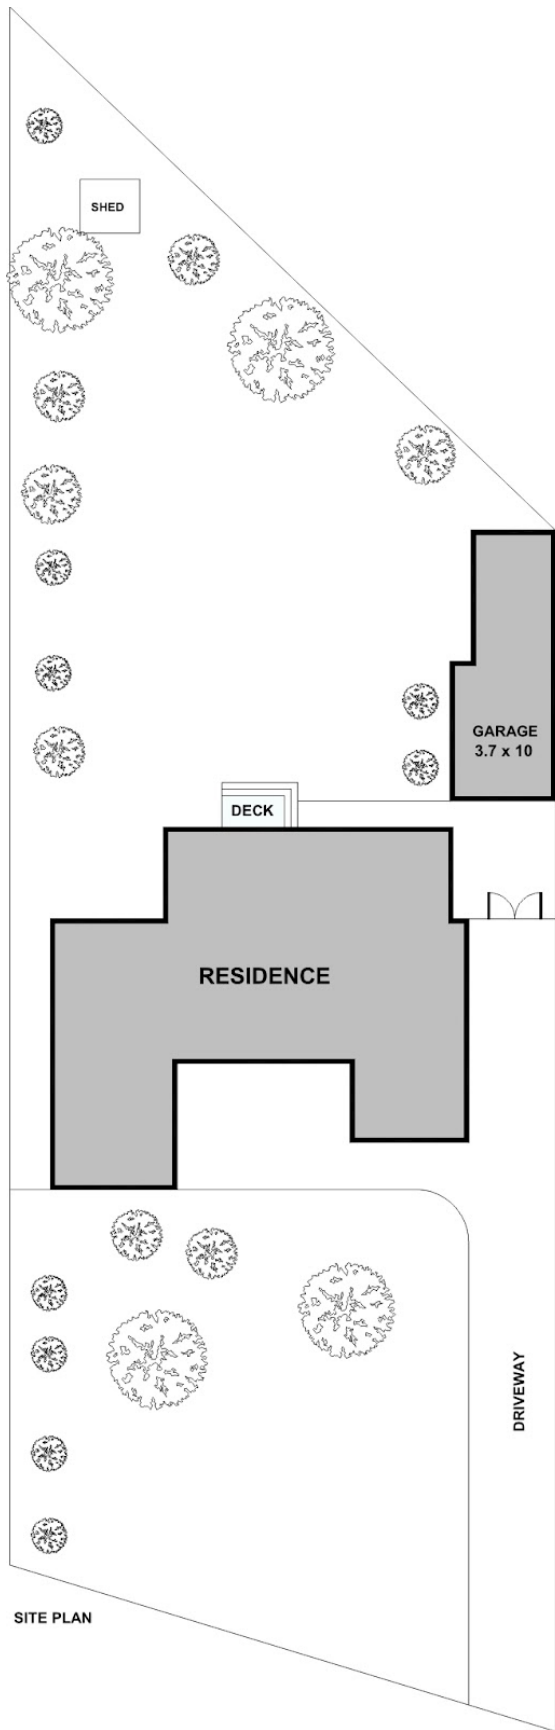 SHED
GARAGE
3.7 x 10
DECK
RESIDENCE
DRIVEWAY
SITE PLAN